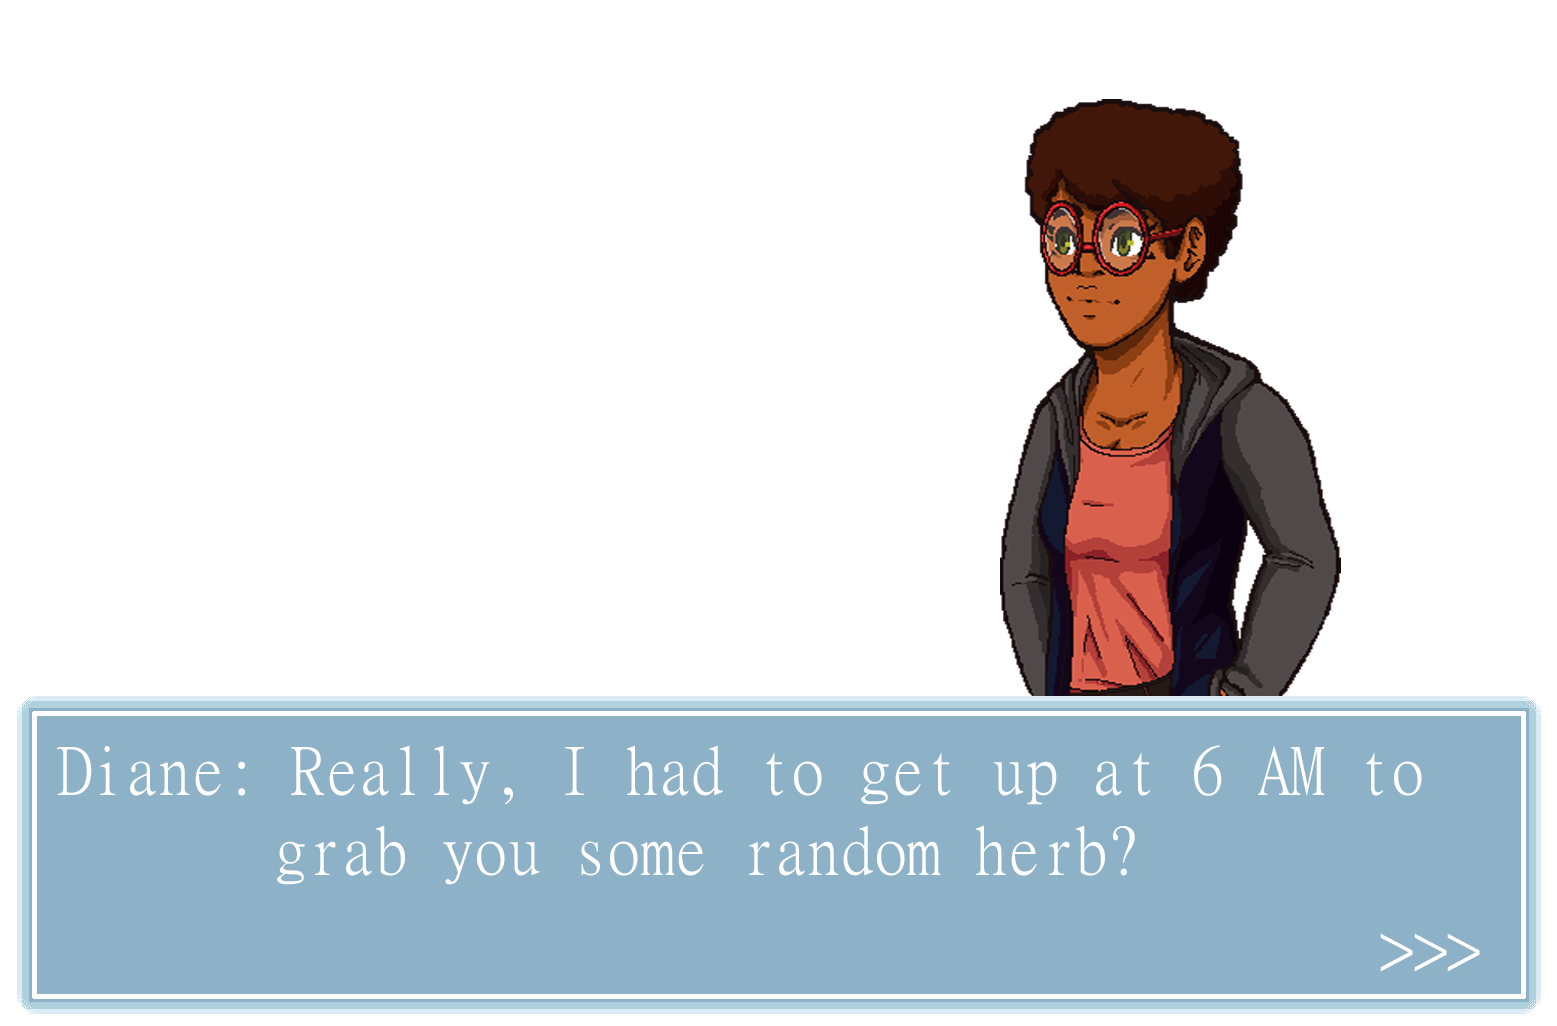 Diane: Really, I had to get up at 6 AM to
grab you some random herb?
>>>